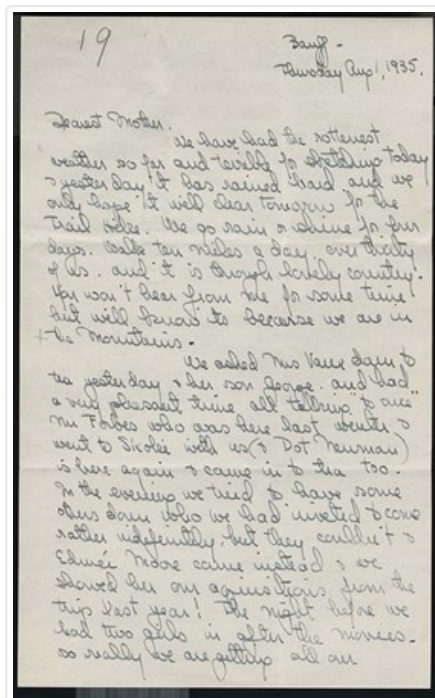 19
Banff -
Thursday Aug 1, 1935.
Dearest Mother.
We have had the rottenest
weather so far and terrible for sketching today
& yesterday it has rained hard and we
only hope it will clear tomorrow for the
Trail Hike. We go rain or shine for four
days. Walk ten miles a day over thirty
of us. and it is through lovely country.
You won't hear from me for some time
but will know its because we are in
the Mountains.
We asked Mrs Vaux down to
tea yesterday & her son George. and had
a very pleasant time all talking "to once"
Mr Forbes who was here last winter &
went to Skokie with us (& Dot Newman)
is here again & came in to tea too.
In the evening we tried to have some
others down who we had invited to come
rather indefinitely, but they couldn't &
Edmée Moore came instead & we
showed her our aquisitions from the
trip last year! The night before we
had two girls in after the movies.
so really we are getting all our